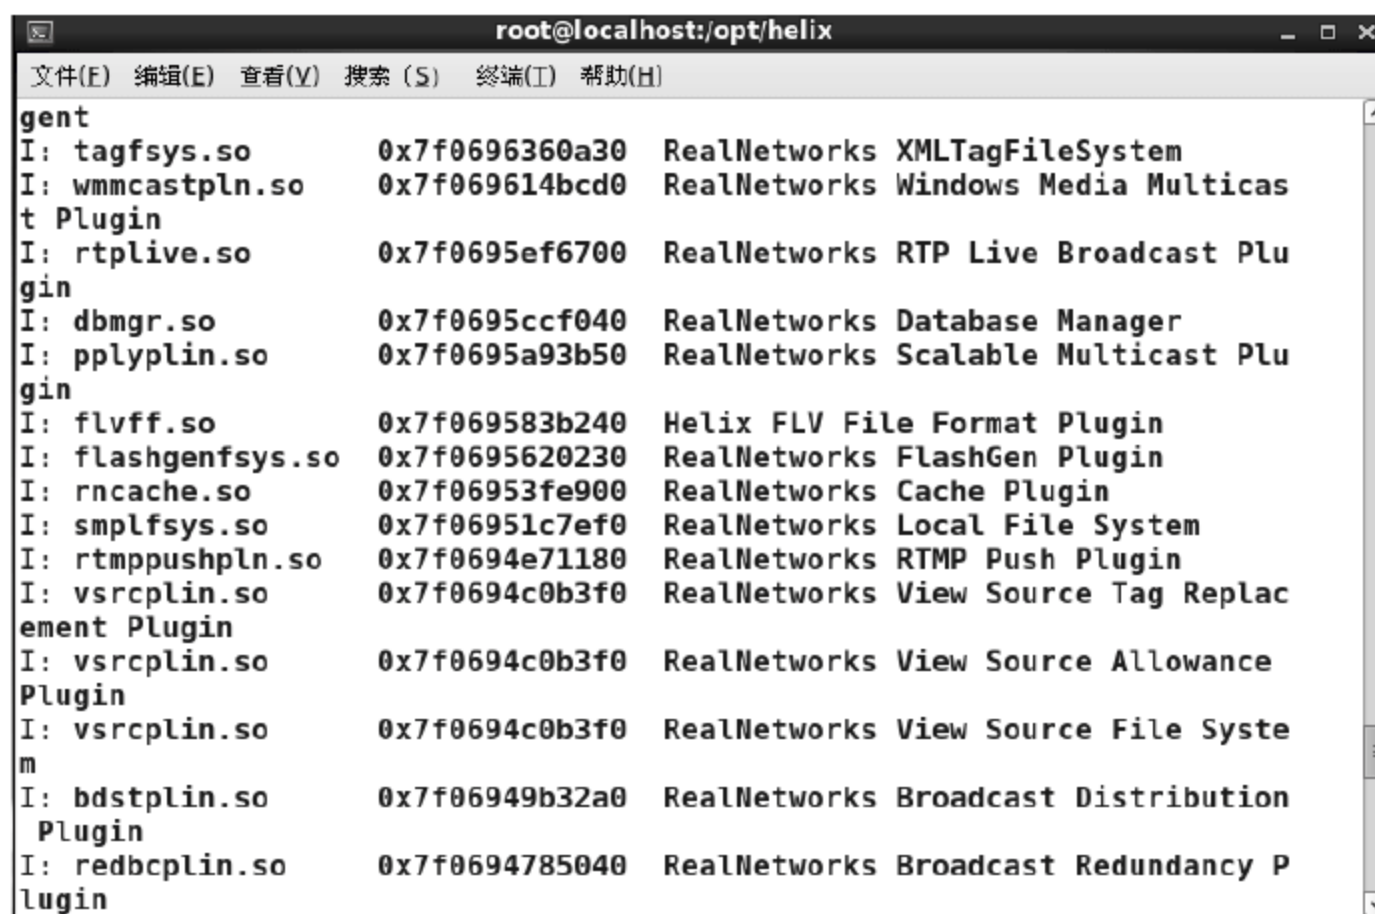 root@localhost:/opt/helix
文件(F) 编辑(E) 查看(V) 搜索 (S) 终端(T) 帮助(H)
gent
I: tagfsys.so 0x7f0696360a30 RealNetworks XMLTagFileSystem
I: wmmcastpln.so 0x7f069614bcd0 RealNetworks Windows Media Multicas
t Plugin
I: rtplive.so 0x7f0695ef6700 RealNetworks RTP Live Broadcast Plu
gin
I: dbmgr.so 0x7f0695ccf040 RealNetworks Database Manager
I: pplyplin.so 0x7f0695a93b50 RealNetworks Scalable Multicast Plu
gin
I: flvff.so 0x7f069583b240 Helix FLV File Format Plugin
I: flashgenfsys.so 0x7f0695620230 RealNetworks FlashGen Plugin
I: rncache.so 0x7f06953fe900 RealNetworks Cache Plugin
I: smplfsys.so 0x7f06951c7ef0 RealNetworks Local File System
I: rtmppushpln.so 0x7f0694e71180 RealNetworks RTMP Push Plugin
I: vsrcplin.so 0x7f0694c0b3f0 RealNetworks View Source Tag Replac
ement Plugin
I: vsrcplin.so 0x7f0694c0b3f0 RealNetworks View Source Allowance
Plugin
I: vsrcplin.so 0x7f0694c0b3f0 RealNetworks View Source File Syste
m
I: bdstplin.so 0x7f06949b32a0 RealNetworks Broadcast Distribution
Plugin
I: redbcplin.so 0x7f0694785040 RealNetworks Broadcast Redundancy P
lugin